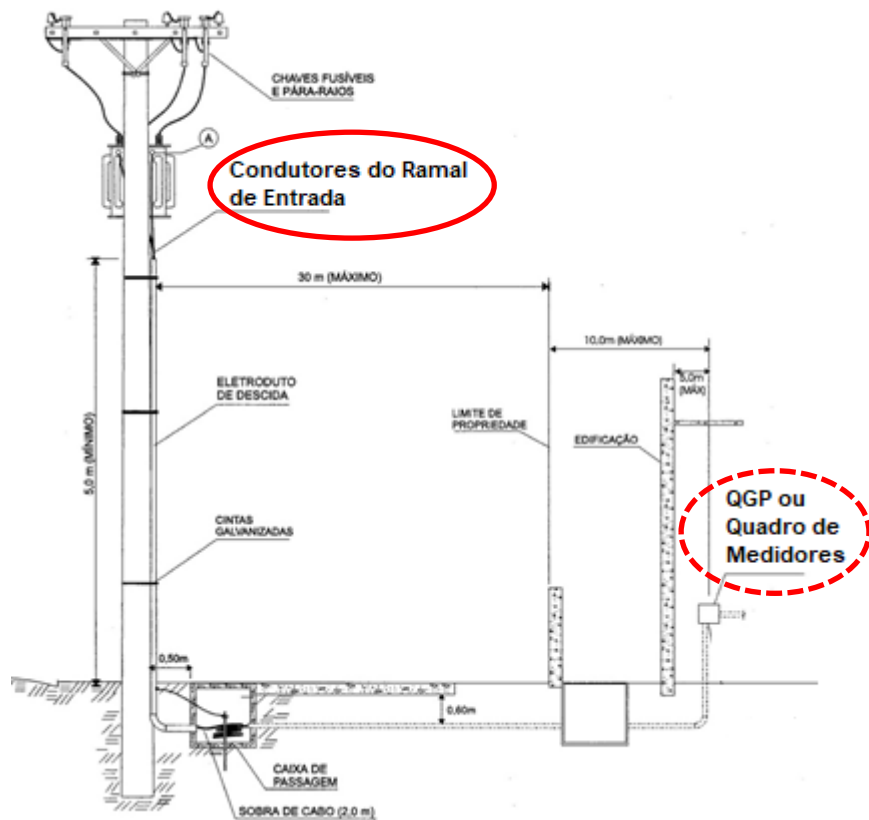 CHAVES FUSÍVEIS
E PÁRA-RAIOS
A
Condutores do Ramal
de Entrada
30 m (MÁXIMO)
10,0m (MÁXIMO)
5,0m
(MÁX)
ELETRODUTO
DE DESCIDA
LIMITE DE
PROPRIEDADE
EDIFICAÇÃO
5,0 m (MÍNIMO)
QGP ou
Quadro de
Medidores
CINTAS
GALVANIZADAS
0,50m
0,60m
CAIXA DE
PASSAGEM
SOBRA DE CABO (2,0 m)